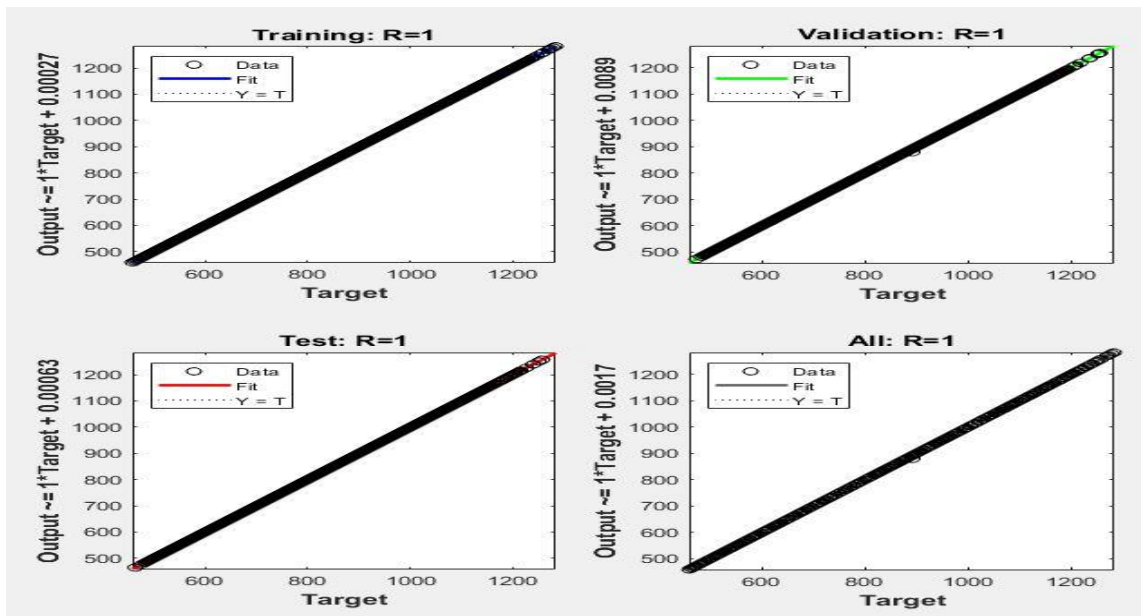 Training: R=1
Output ~= 1*Target + 0.00027
Data
Fit
Y = T
1200
1100
1000
900
800
700
600
500
600
800
1000
1200
Target
Validation: R=1
Output ~= 1*Target + 0.0089
Data
Fit
Y = T
1200
1100
1000
900
800
700
600
500
600
800
1000
1200
Target
Test: R=1
Output ~= 1*Target + 0.00063
Data
Fit
Y = T
1200
1100
1000
900
800
700
600
500
600
800
1000
1200
Target
All: R=1
Output ~= 1*Target + 0.0017
Data
Fit
Y = T
1200
1100
1000
900
800
700
600
500
600
800
1000
1200
Target